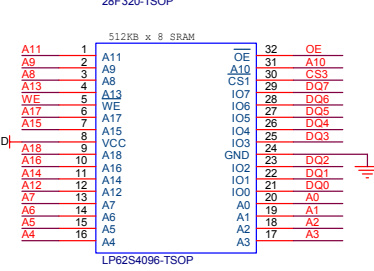 28F320-TSOP
512KB x 8 SRAM
A11 1 A11 OE 32 OE
A9 2 A9 A10 31 A10
A8 3 A8 CS1 30 CS3
A13 4 A13 IO7 29 DQ7
WE 5 WE IO6 28 DQ6
A17 6 A17 IO5 27 DQ5
A15 7 A15 IO4 26 DQ4
D 8 VCC IO3 25 DQ3
A18 9 A18 GND 24
A16 10 A16 IO2 23 DQ2
A14 11 A14 IO1 22 DQ1
A12 12 A12 IO0 21 DQ0
A7 13 A7 A0 20 A0
A6 14 A6 A1 19 A1
A5 15 A5 A2 18 A2
A4 16 A4 A3 17 A3
LP62S4096-TSOP